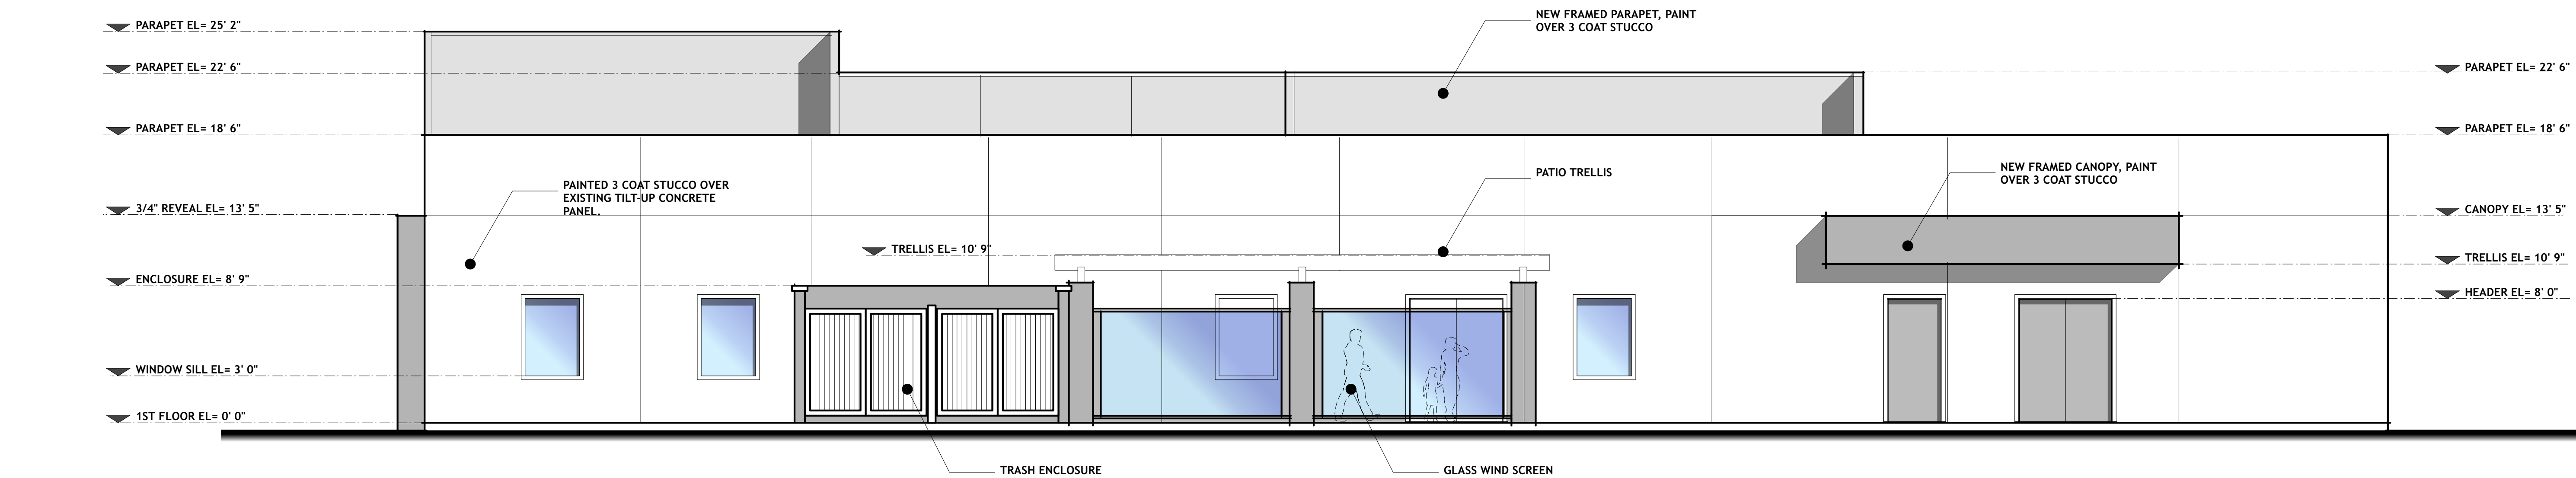 PARAPET EL= 25' 2"
PARAPET EL= 22' 6"
PARAPET EL= 18' 6"
3/4" REVEAL EL= 13' 5"
ENCLOSURE EL= 8' 9"
WINDOW SILL EL= 3' 0"
1ST FLOOR EL= 0' 0"
PAINTED 3 COAT STUCCO OVER
EXISTING TILT-UP CONCRETE
PANEL.
TRELLIS EL= 10' 9"
TRASH ENCLOSURE
GLASS WIND SCREEN
NEW FRAMED PARAPET, PAINT
OVER 3 COAT STUCCO
PATIO TRELLIS
NEW FRAMED CANOPY, PAINT
OVER 3 COAT STUCCO
PARAPET EL= 22' 6"
PARAPET EL= 18' 6"
CANOPY EL= 13' 5"
TRELLIS EL= 10' 9"
HEADER EL= 8' 0"